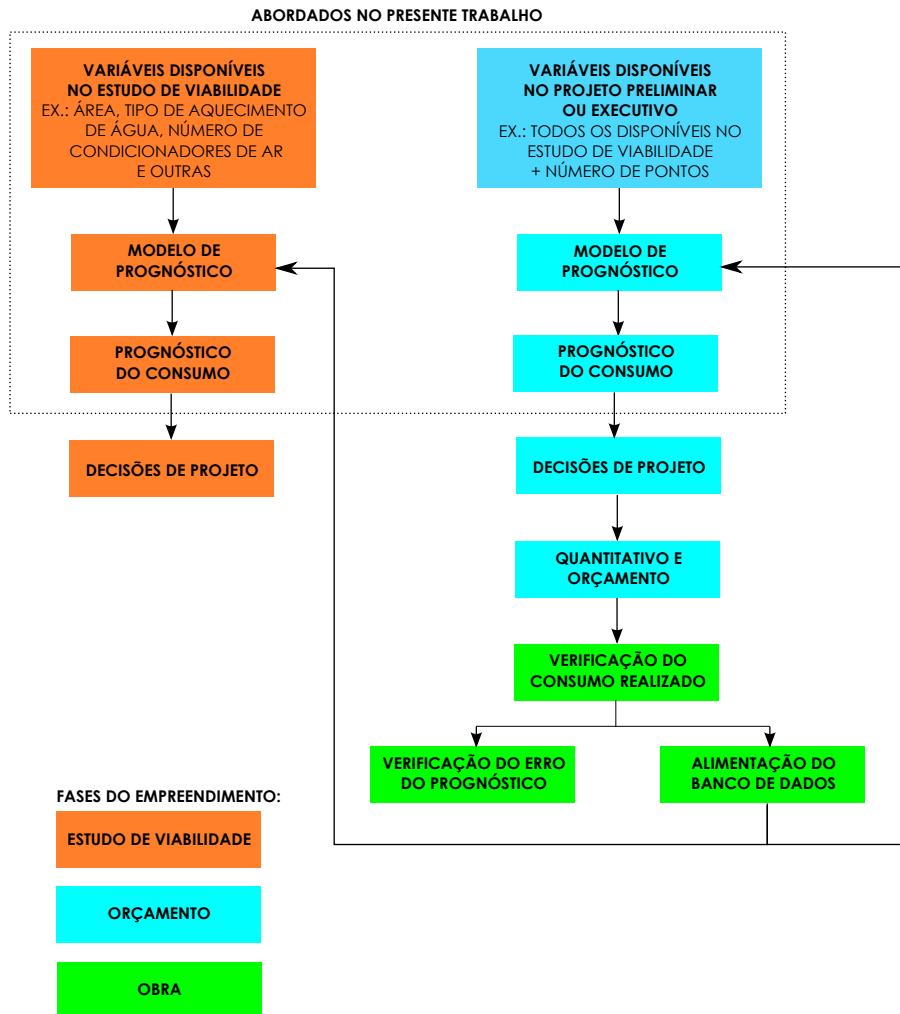 ABORDADOS NO PRESENTE TRABALHO
VARIÁVEIS DISPONÍVEIS
NO ESTUDO DE VIABILIDADE
EX.: ÁREA, TIPO DE AQUECIMENTO
DE ÁGUA, NÚMERO DE
CONDICIONADORES DE AR
E OUTRAS
VARIÁVEIS DISPONÍVEIS
NO PROJETO PRELIMINAR
OU EXECUTIVO
EX.: TODOS OS DISPONÍVEIS NO
ESTUDO DE VIABILIDADE
+ NÚMERO DE PONTOS
MODELO DE
PROGNÓSTICO
MODELO DE
PROGNÓSTICO
PROGNÓSTICO
DO CONSUMO
PROGNÓSTICO
DO CONSUMO
DECISÕES DE PROJETO
DECISÕES DE PROJETO
QUANTITATIVO E
ORÇAMENTO
VERIFICAÇÃO DO
CONSUMO REALIZADO
VERIFICAÇÃO DO ERRO
DO PROGNÓSTICO
ALIMENTAÇÃO DO
BANCO DE DADOS
FASES DO EMPREENDIMENTO:
ESTUDO DE VIABILIDADE
ORÇAMENTO
OBRA